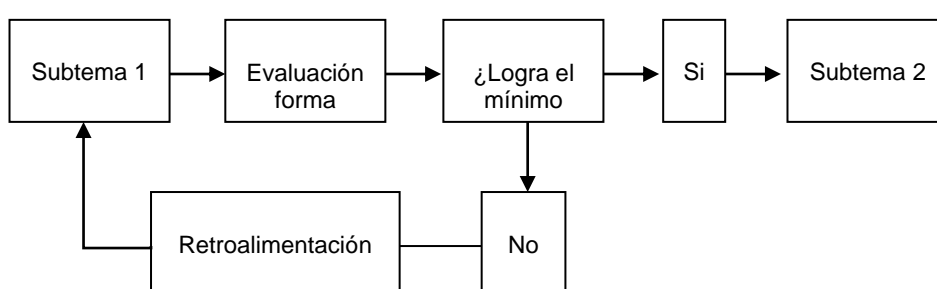 Subtema 1
Evaluación
forma
¿Logra el
mínimo
Si
Subtema 2
Retroalimentación
No